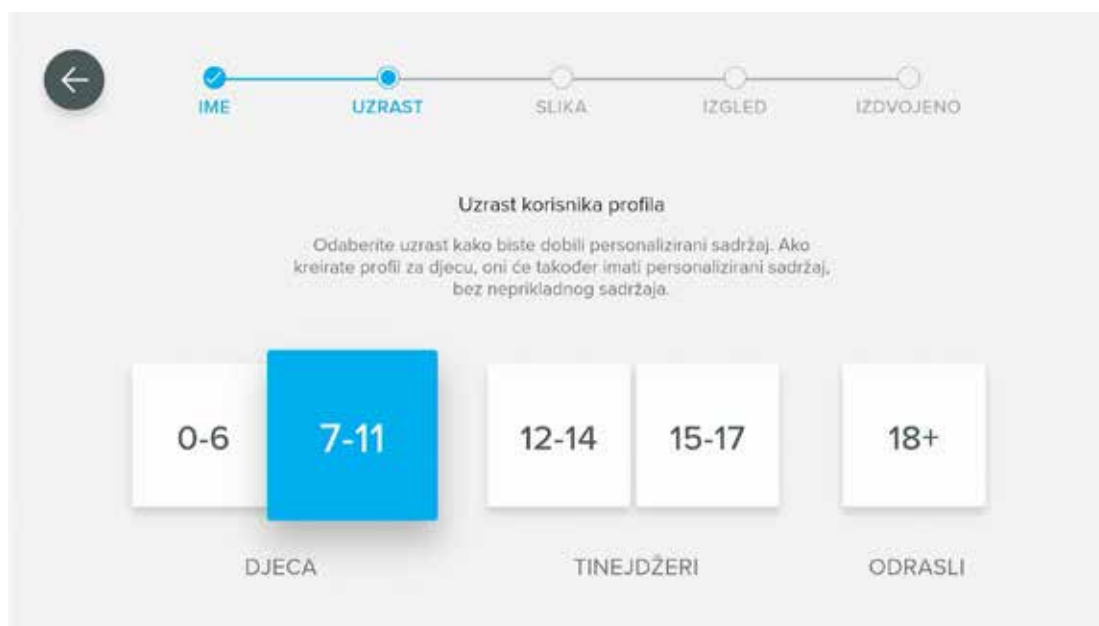 IME
UZRAST
SLIKA
IZGLED
IZDVOJENO
Uzrast korisnika profila
Odaberite uzrast kako biste dobili personalizirani sadržaj. Ako
kreirate profil za djecu, oni će također imati personalizirani sadržaj,
bez neprikladnog sadržaja.
0-6
7-11
12-14
15-17
18+
DJECA
TINEJDŽERI
ODRASLI